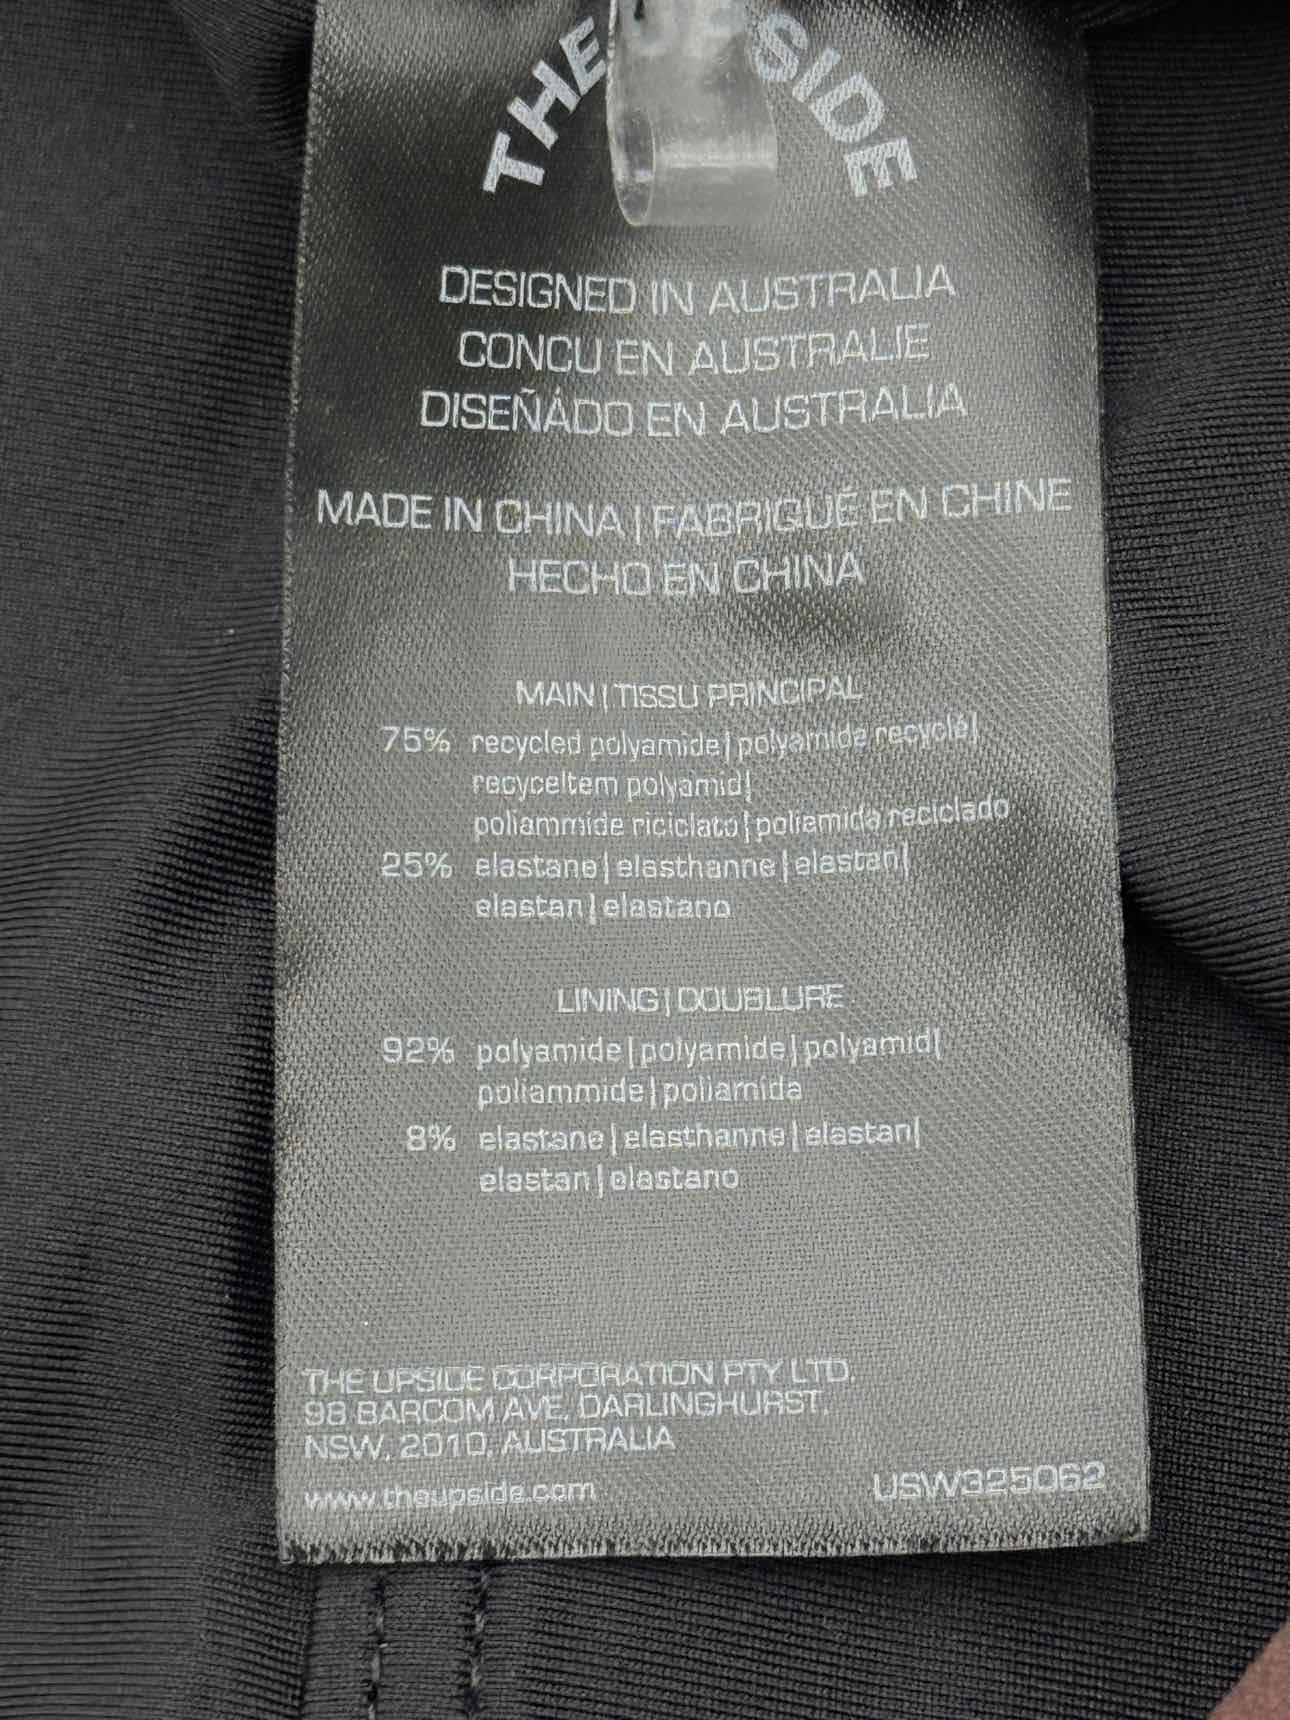 THE UPSIDE
DESIGNED IN AUSTRALIA
CONCU EN AUSTRALIE
DISEÑÁDO EN AUSTRALIA
MADE IN CHINA | FABRIGUÉ EN CHINE
HECHO EN CHINA
MAIN | TISSU PRINCIPAL
75% recycled polyamide | polyamide recyclé |
recyceltem polyamid |
poliammide riciclato | poliamida reciclado
25% elastane | elasthanne | elastan |
elastan | elastano
LINING | DOUBLURE
92% polyamide | polyamide | polyamid |
poliammide | poliamida
8% elastane | elasthanne | elastan |
elastan | elastano
THE UPSIDE CORPORATION PTY LTD.
98 BARCOM AVE, DARLINGHURST,
NSW, 2010, AUSTRALIA
www.theupside.com
USW325062